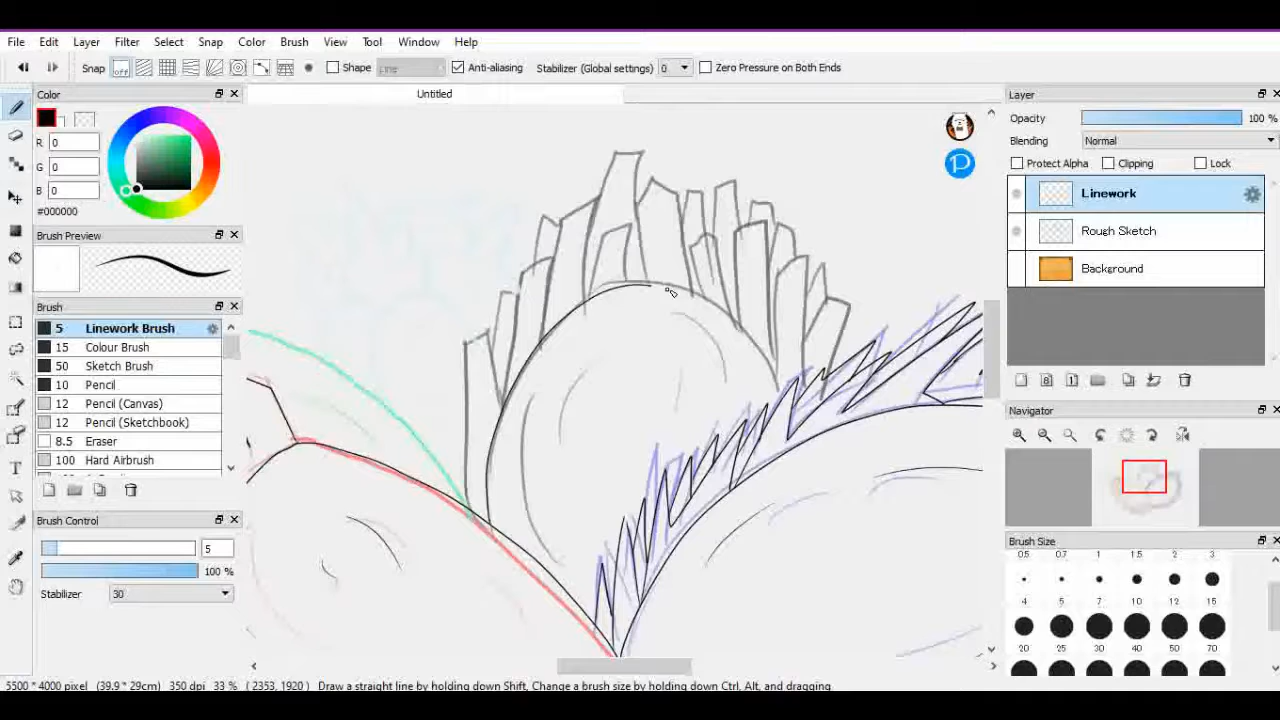 File Edit Layer Filter Select Snap Color Brush View Tool Window Help
Snap off Shape Line Anti-aliasing Stabilizer (Global settings) 0 Zero Pressure on Both Ends
Color
Untitled
Layer
R 0
G 0
B 0
#000000
Opacity 100 %
Blending Normal
Protect Alpha Clipping Lock
Linework
Rough Sketch
Background
Brush Preview
Brush
5 Linework Brush
15 Colour Brush
50 Sketch Brush
10 Pencil
12 Pencil (Canvas)
12 Pencil (Sketchbook)
8.5 Eraser
100 Hard Airbrush
Brush Control
5
100 %
Stabilizer 30
Navigator
Brush Size
0.5 0.7 1 1.5 2 3
4 5 7 10 12 15
20 25 30 40 50 70
5500 * 4000 pixel (39.9 * 29cm) 350 dpi 33 % ( 2353, 1920 ) Draw a straight line by holding down Shift, Change a brush size by holding down Ctrl, Alt, and dragging